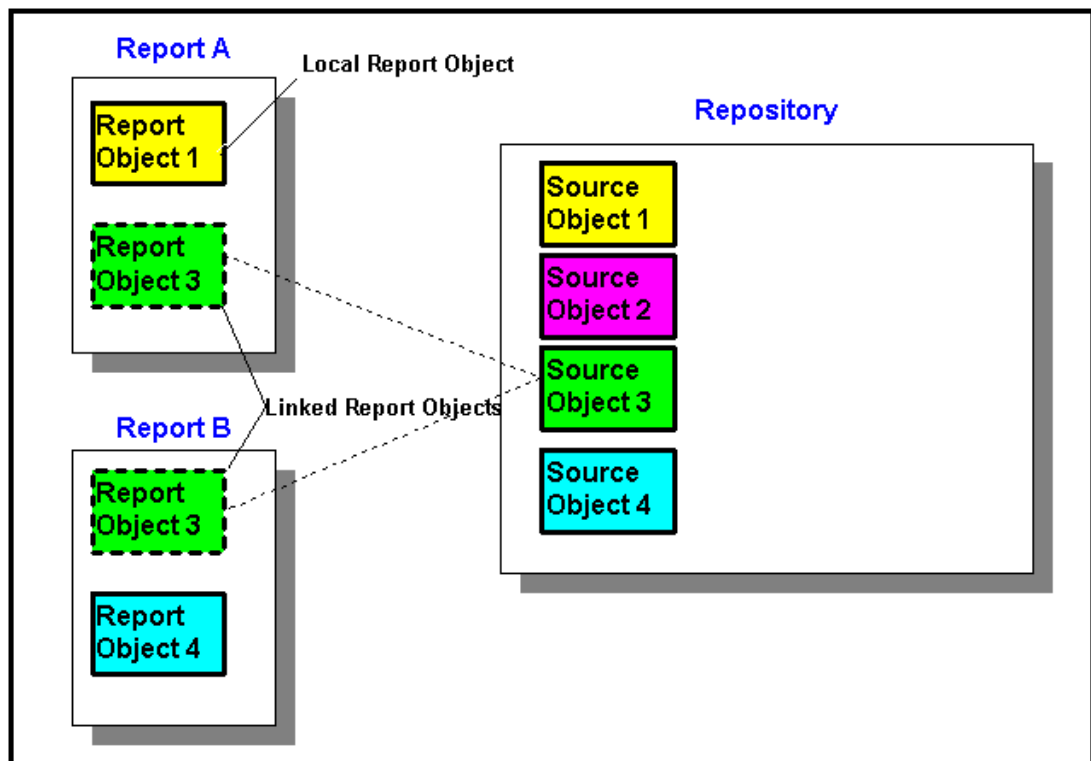 Report A
Local Report Object
Report
Object 1
Report
Object 3
Linked Report Objects
Report B
Report
Object 3
Report
Object 4
Repository
Source
Object 1
Source
Object 2
Source
Object 3
Source
Object 4